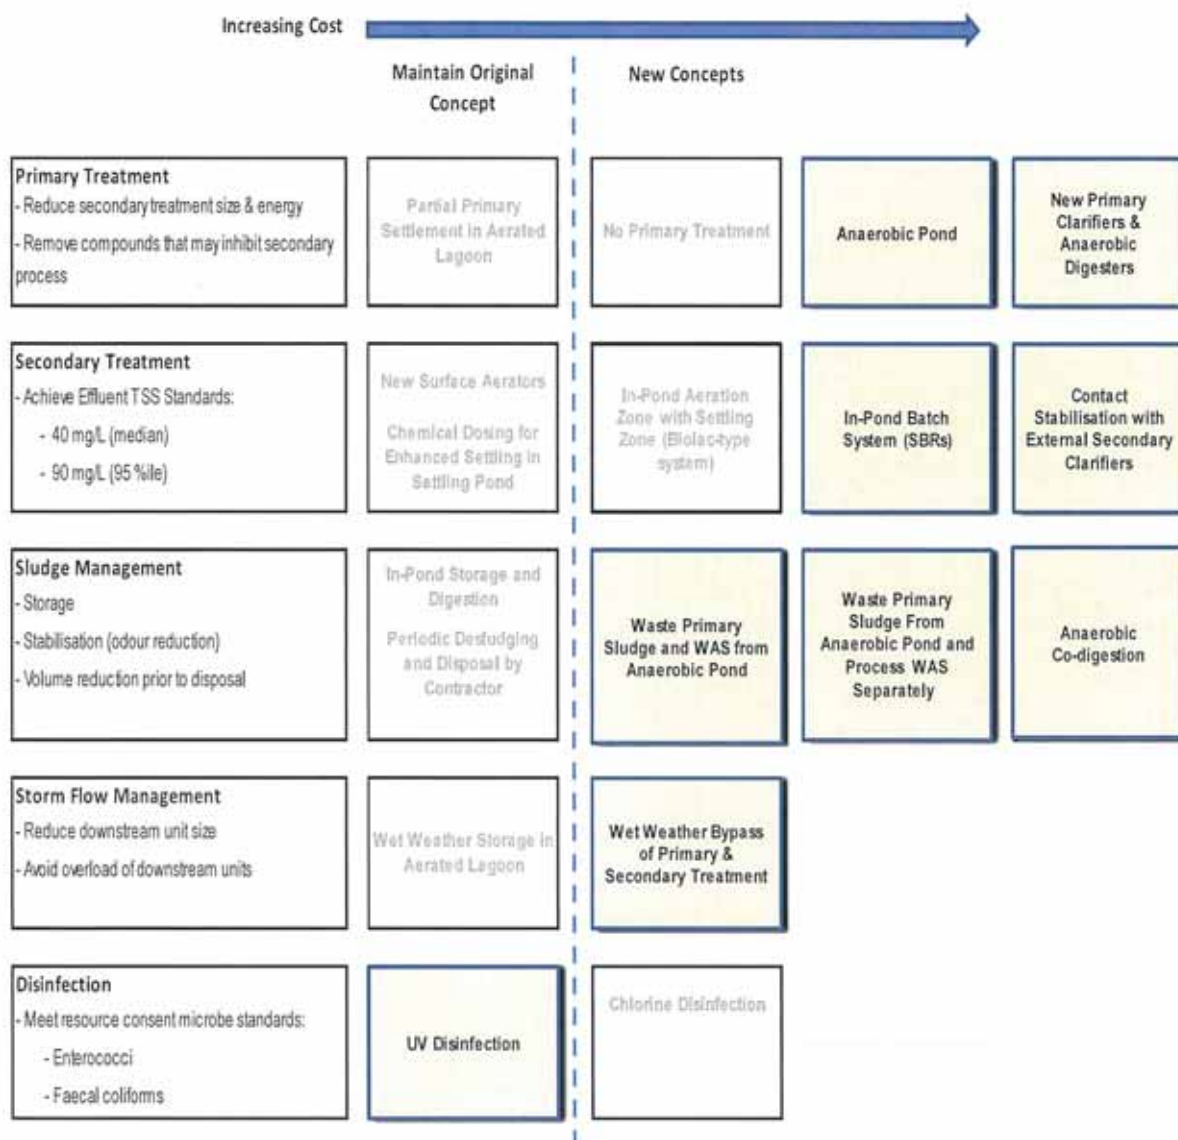 Increasing Cost
Maintain Original
Concept
New Concepts
Primary Treatment
- Reduce secondary treatment size & energy
- Remove compounds that may inhibit secondary
process
Partial Primary
Settlement in Aerated
Lagoon
No Primary Treatment
Anaerobic Pond
New Primary
Clarifiers &
Anaerobic
Digesters
Secondary Treatment
- Achieve Effluent TSS Standards:
- 40 mg/L (median)
- 90 mg/L (95 %ile)
New Surface Aerators
Chemical Dosing for
Enhanced Settling in
Settling Pond
In-Pond Aeration
Zone with Settling
Zone (Biolac-type
system)
In-Pond Batch
System (SBRs)
Contact
Stabilisation with
External Secondary
Clarifiers
Sludge Management
- Storage
- Stabilisation (odour reduction)
- Volume reduction prior to disposal
In-Pond Storage and
Digestion
Periodic Desludging
and Disposal by
Contractor
Waste Primary
Sludge and WAS from
Anaerobic Pond
Waste Primary
Sludge From
Anaerobic Pond and
Process WAS
Separately
Anaerobic
Co-digestion
Storm Flow Management
- Reduce downstream unit size
- Avoid overload of downstream units
Wet Weather Storage in
Aerated Lagoon
Wet Weather Bypass
of Primary &
Secondary Treatment
Disinfection
- Meet resource consent microbe standards:
- Enterococci
- Faecal coliforms
UV Disinfection
Chlorine Disinfection